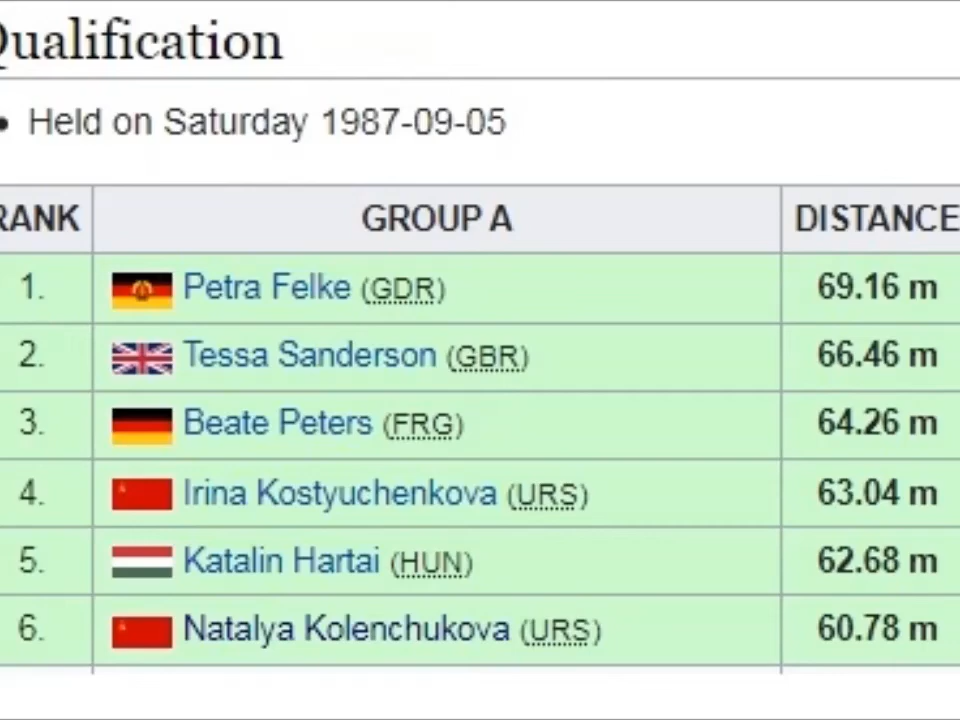 Qualification
• Held on Saturday 1987-09-05
RANK GROUP A DISTANCE
1. Petra Felke (GDR) 69.16 m
2. Tessa Sanderson (GBR) 66.46 m
3. Beate Peters (FRG) 64.26 m
4. Irina Kostyuchenkova (URS) 63.04 m
5. Katalin Hartai (HUN) 62.68 m
6. Natalya Kolenchukova (URS) 60.78 m